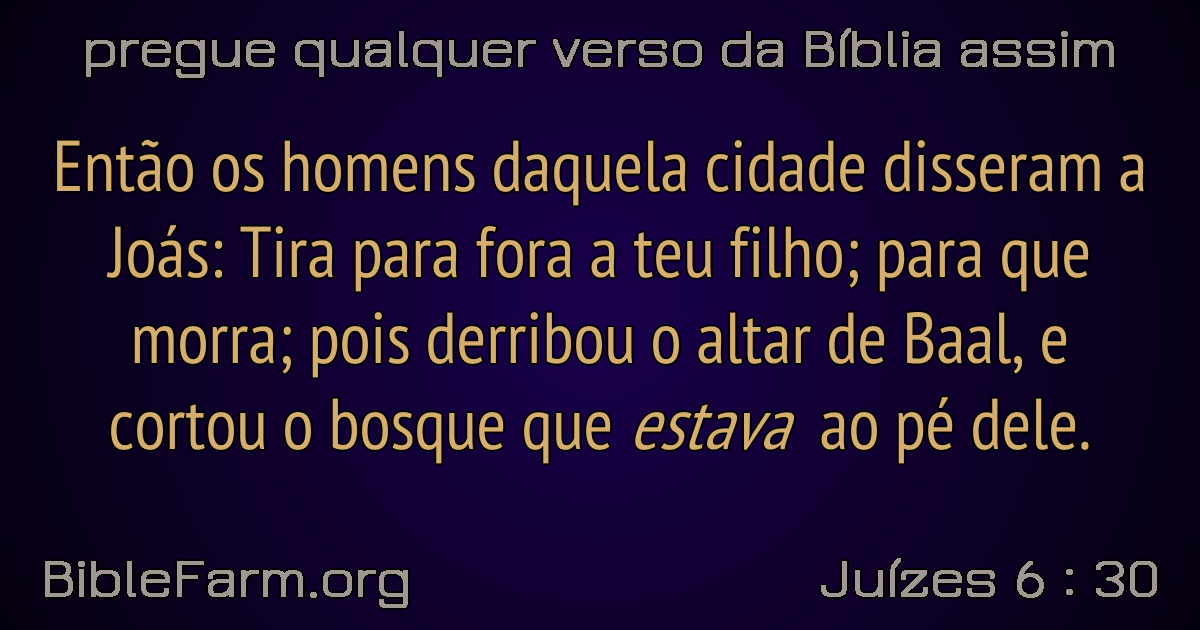 pregue qualquer verso da Bíblia assim
Então os homens daquela cidade disseram a
Joás: Tira para fora a teu filho; para que
morra; pois derribou o altar de Baal, e
cortou o bosque que estava ao pé dele.
BibleFarm.org
Juízes 6 : 30